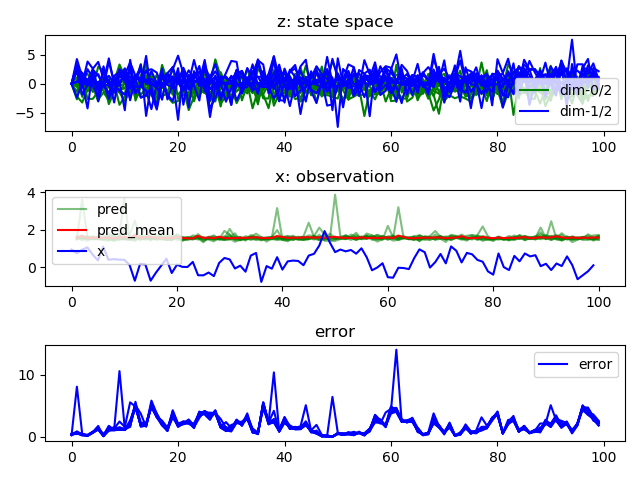 z: state space
5
0
−5
dim-0/2
dim-1/2
0 20 40 60 80 100
x: observation
4
2
0
pred
pred_mean
x
0 20 40 60 80 100
error
10
0
error
0 20 40 60 80 100